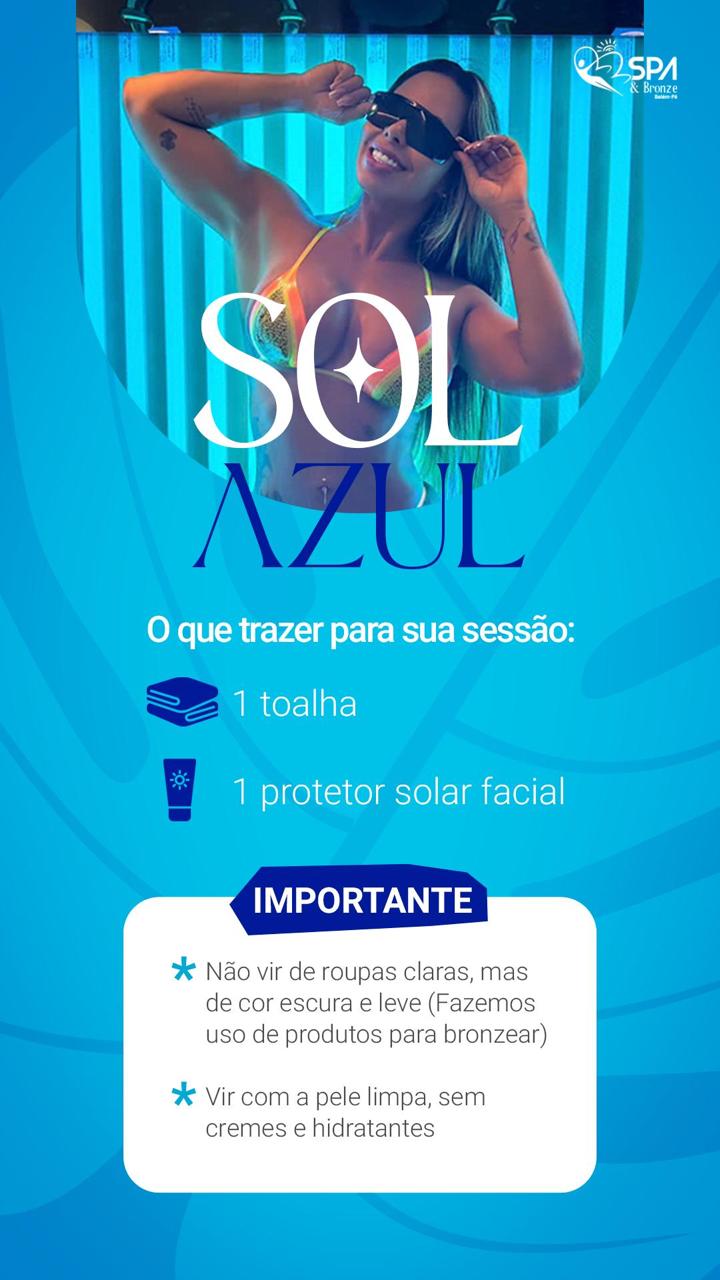 SPA
& Bronze
Belém-PA
SOL
AZUL
O que trazer para sua sessão:
1 toalha
1 protetor solar facial
IMPORTANTE
* Não vir de roupas claras, mas
de cor escura e leve (Fazemos
uso de produtos para bronzear)
* Vir com a pele limpa, sem
cremes e hidratantes